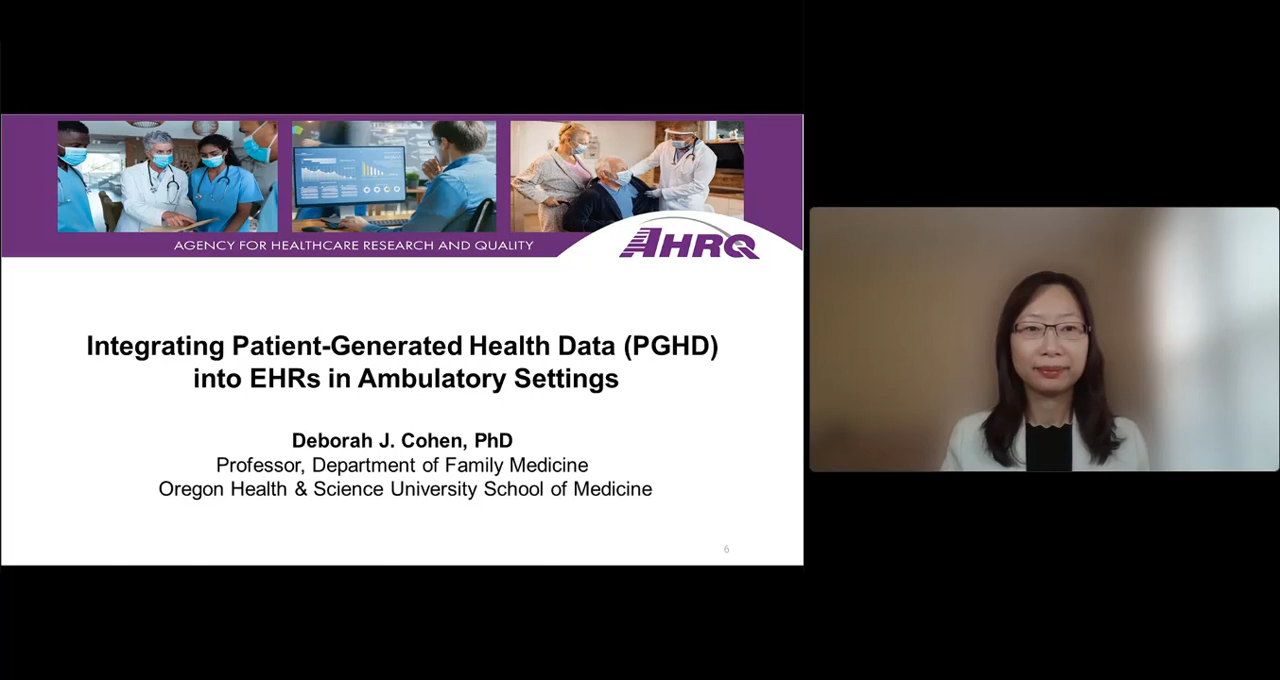 AGENCY FOR HEALTHCARE RESEARCH AND QUALITY
AHRQ
Integrating Patient-Generated Health Data (PGHD)
into EHRs in Ambulatory Settings
Deborah J. Cohen, PhD
Professor, Department of Family Medicine
Oregon Health & Science University School of Medicine
6